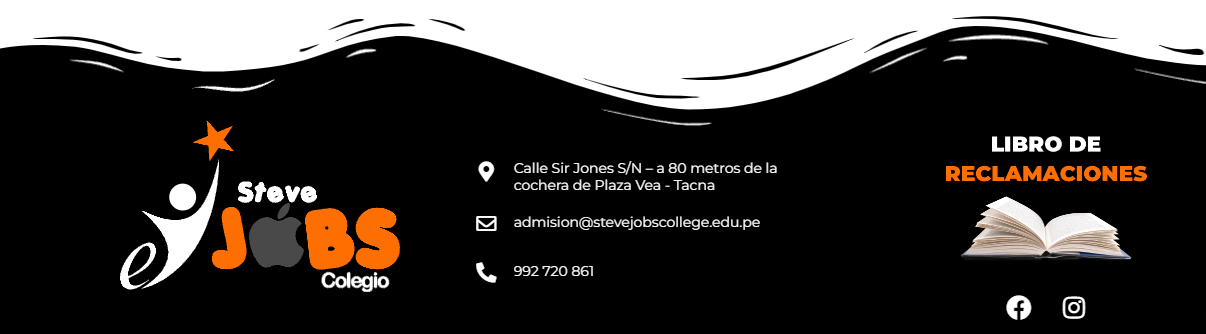 Steve
JOBS
Colegio
Calle Sir Jones S/N – a 80 metros de la
cochera de Plaza Vea - Tacna
admision@stevejobscollege.edu.pe
992 720 861
LIBRO DE
RECLAMACIONES